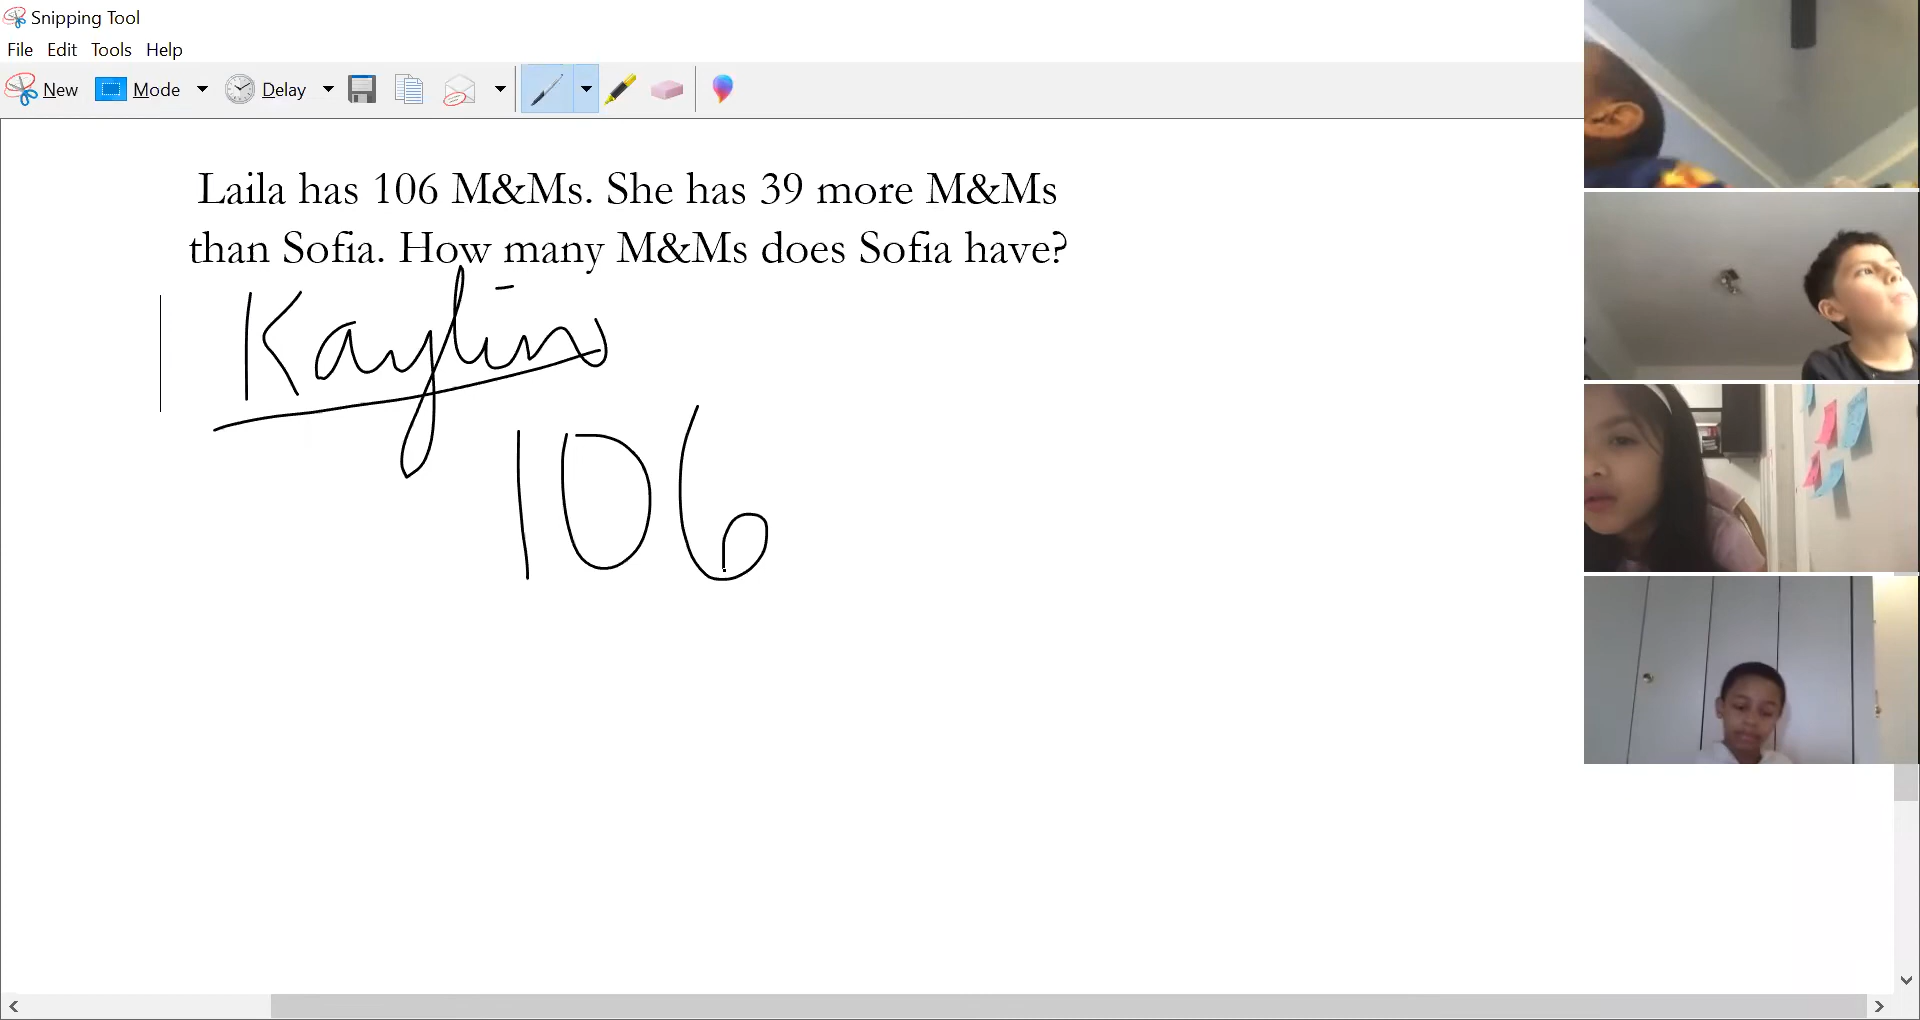 Snipping Tool
File Edit Tools Help
New Mode Delay
Laila has 106 M&Ms. She has 39 more M&Ms
than Sofia. How many M&Ms does Sofia have?
Kaylin
106